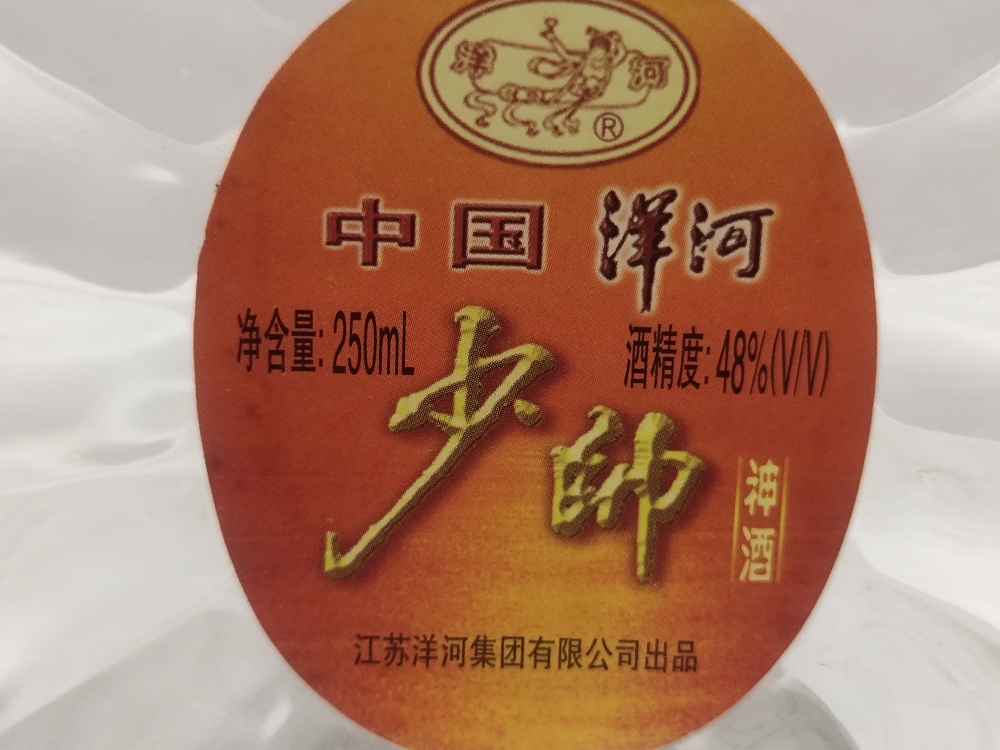 洋河®
中国 洋河
净含量: 250mL
酒精度: 48%(V/V)
少帅
神酒
江苏洋河集团有限公司出品